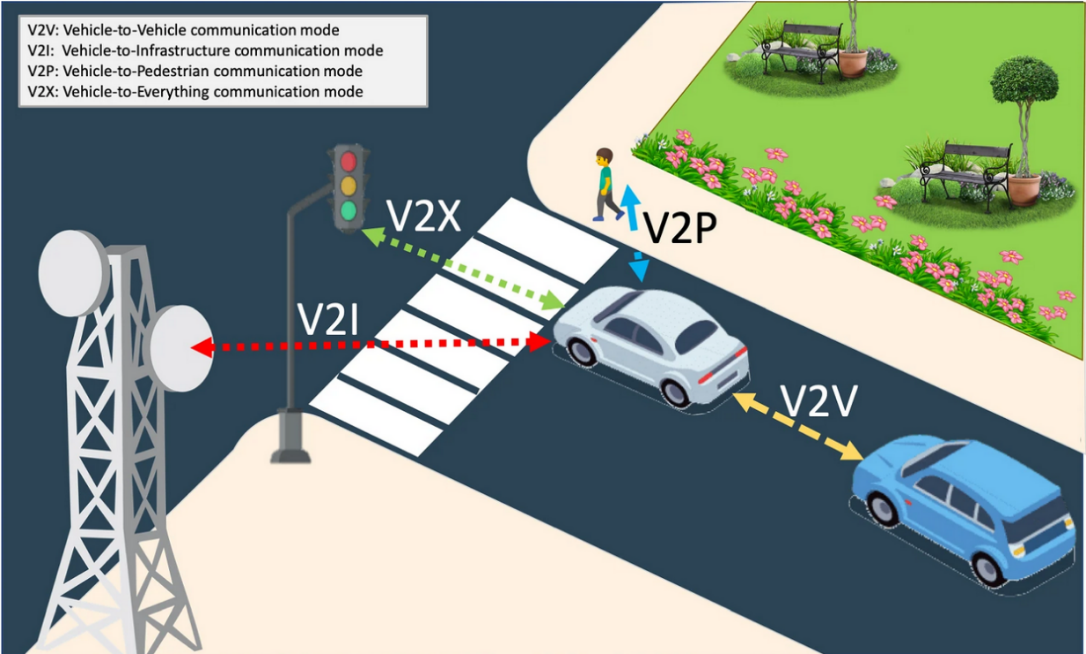 V2V: Vehicle-to-Vehicle communication mode
V2I: Vehicle-to-Infrastructure communication mode
V2P: Vehicle-to-Pedestrian communication mode
V2X: Vehicle-to-Everything communication mode
V2X
V2P
V2I
V2V